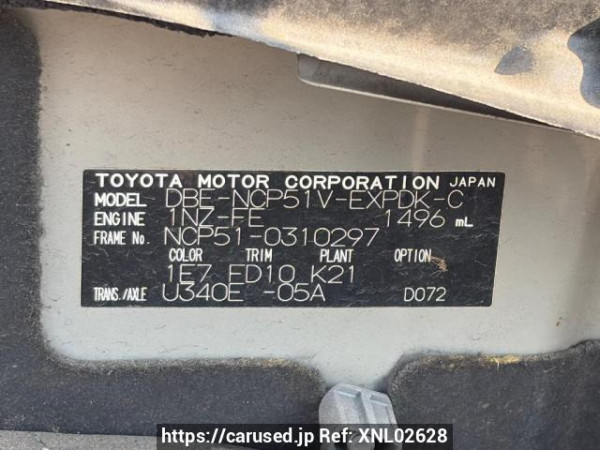 TOYOTA MOTOR CORPORATION JAPAN
MODEL DBE-NCP51V-EXPDK-C
ENGINE 1NZ-FE 1496 mL
FRAME No. NCP51-0310297
COLOR TRIM PLANT OPTION
1E7 FD10 K21
TRANS./AXLE U340E -05A D072
https://carused.jp Ref: XNL02628